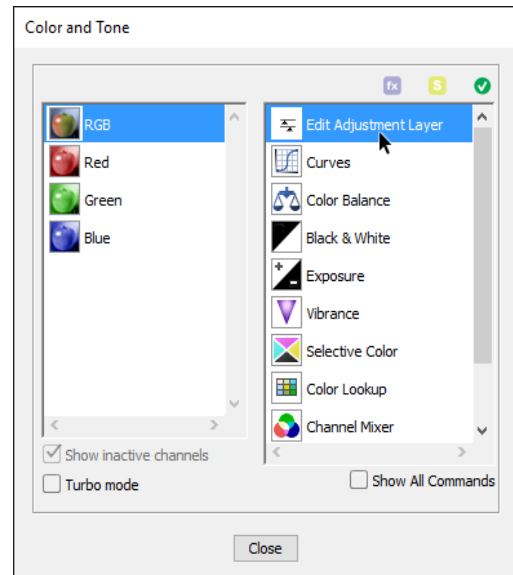 Color and Tone
fx S
RGB
Red
Green
Blue
Edit Adjustment Layer
Curves
Color Balance
Black & White
Exposure
Vibrance
Selective Color
Color Lookup
Channel Mixer
Show inactive channels
Turbo mode
Show All Commands
Close